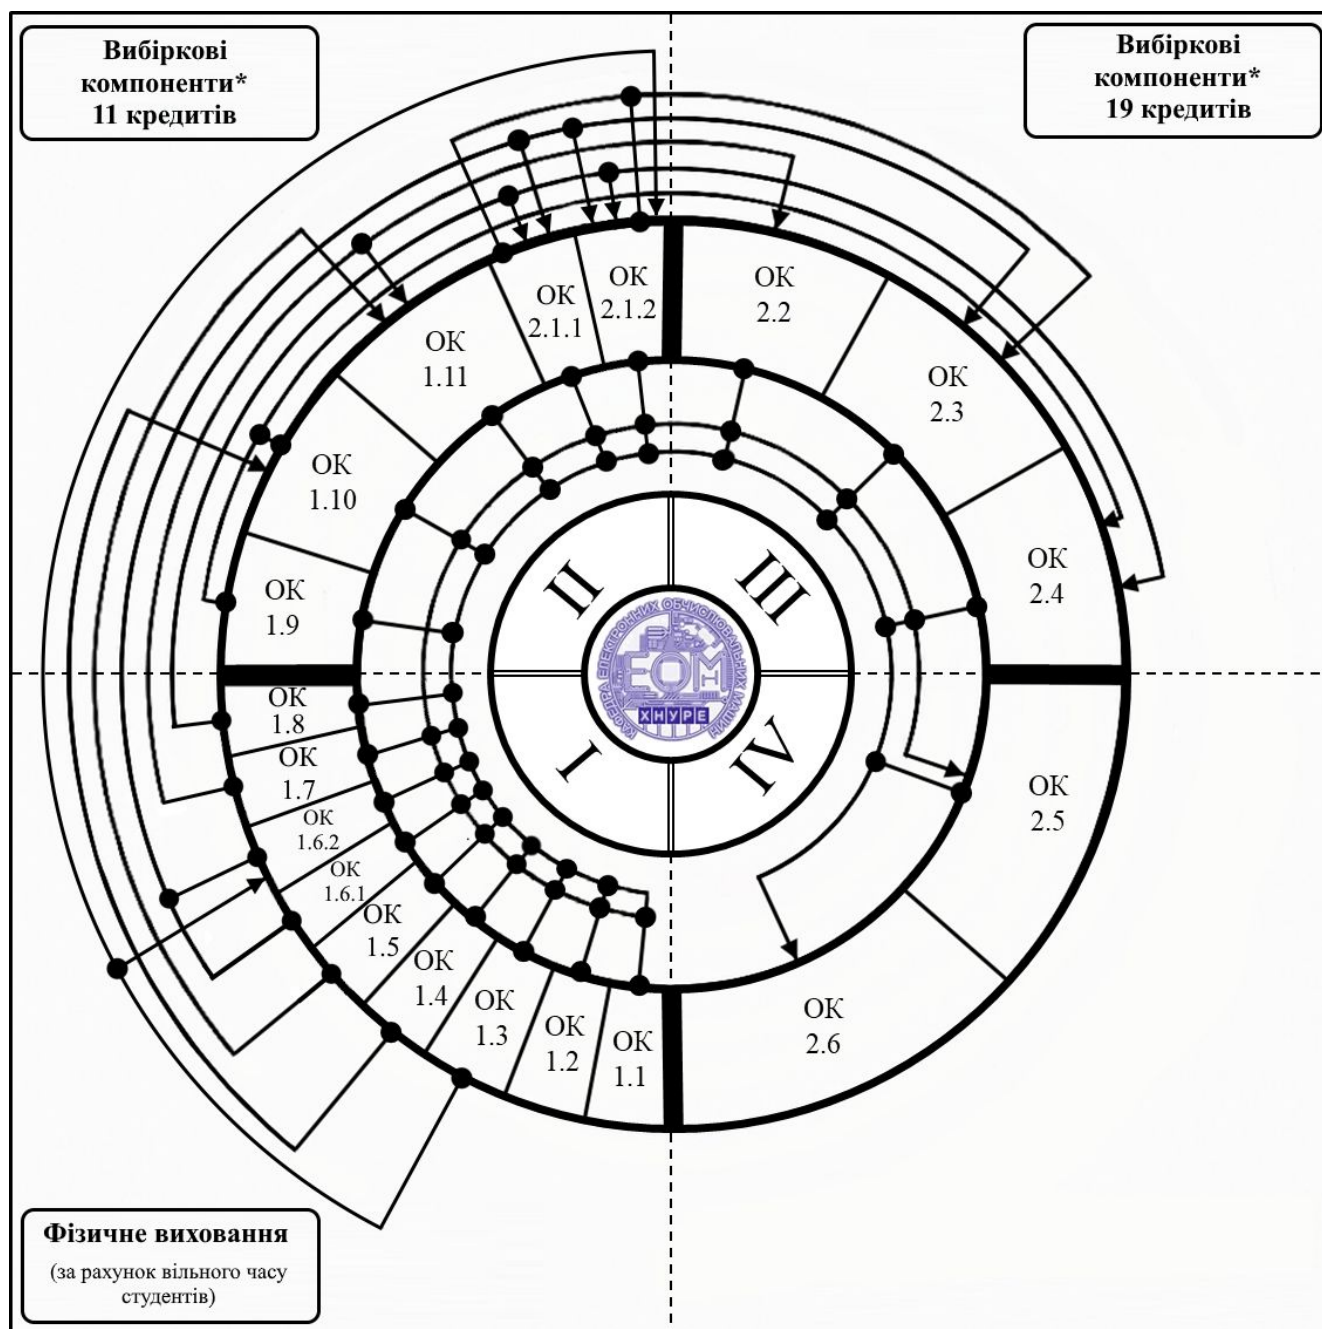 Вибіркові
компоненти*
11 кредитів
Вибіркові
компоненти*
19 кредитів
ОК
2.1.1
ОК
2.1.2
ОК
2.2
ОК
2.3
ОК
2.4
ОК
2.5
ОК
2.6
ОК
1.11
ОК
1.10
ОК
1.9
ОК
1.8
ОК
1.7
ОК
1.6.2
ОК
1.6.1
ОК
1.5
ОК
1.4
ОК
1.3
ОК
1.2
ОК
1.1
II
III
I
IV
КАФЕДРА ЕЛЕКТРОННИХ ОБЧИСЛЮВАЛЬНИХ МАШИН
ЕОМ
ХНУРЕ
Фізичне виховання
(за рахунок вільного часу
студентів)